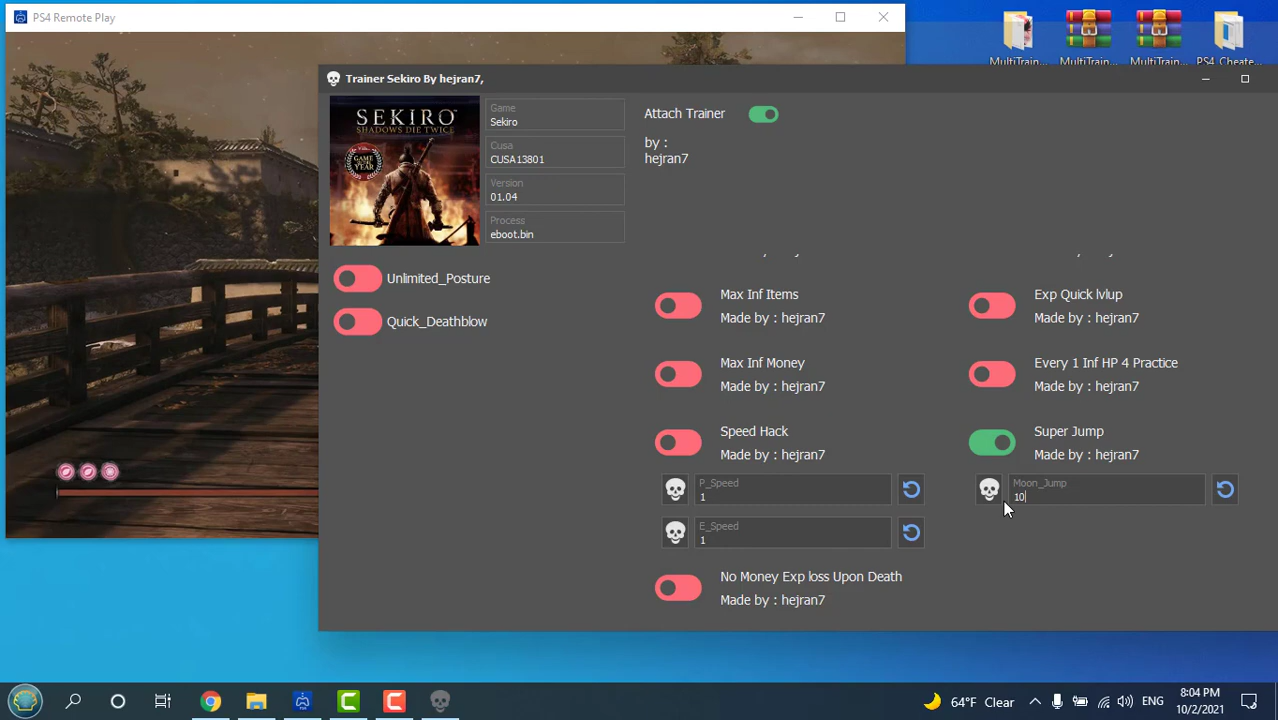 PS4 Remote Play
MultiTrain...
MultiTrain...
MultiTrain...
PS4_Cheate...
Trainer Sekiro By hejran7,
SEKIRO
SHADOWS DIE TWICE
GAME
YEAR
Game
Sekiro
Cusa
CUSA13801
Version
01.04
Process
eboot.bin
Attach Trainer
by :
hejran7
Unlimited_Posture
Quick_Deathblow
Max Inf Items
Made by : hejran7
Exp Quick lvlup
Made by : hejran7
Max Inf Money
Made by : hejran7
Every 1 Inf HP 4 Practice
Made by : hejran7
Speed Hack
Made by : hejran7
Super Jump
Made by : hejran7
P_Speed
1
Moon_Jump
10
E_Speed
1
No Money Exp loss Upon Death
Made by : hejran7
64°F Clear
ENG
8:04 PM
10/2/2021